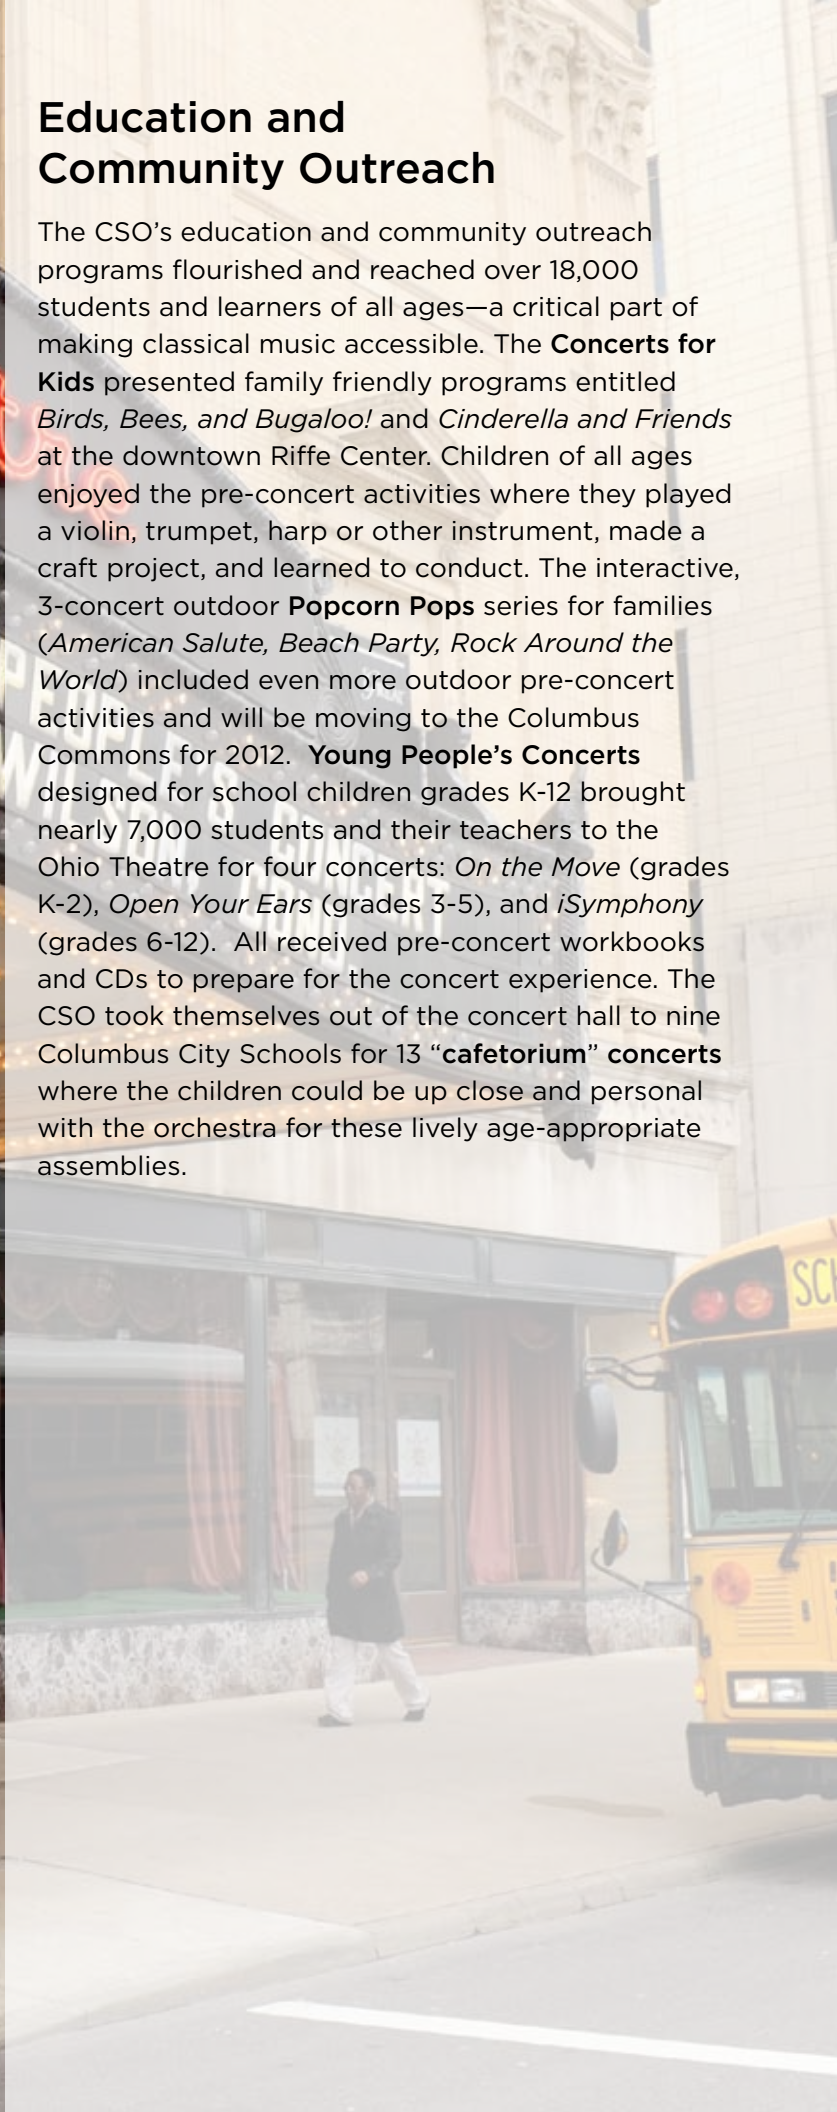 Education and
Community Outreach
The CSO’s education and community outreach
programs flourished and reached over 18,000
students and learners of all ages—a critical part of
making classical music accessible. The Concerts for
Kids presented family friendly programs entitled
Birds, Bees, and Bugaloo! and Cinderella and Friends
at the downtown Riffe Center. Children of all ages
enjoyed the pre-concert activities where they played
a violin, trumpet, harp or other instrument, made a
craft project, and learned to conduct. The interactive,
3-concert outdoor Popcorn Pops series for families
(American Salute, Beach Party, Rock Around the
World) included even more outdoor pre-concert
activities and will be moving to the Columbus
Commons for 2012.  Young People’s Concerts
designed for school children grades K-12 brought
nearly 7,000 students and their teachers to the
Ohio Theatre for four concerts: On the Move (grades
K-2), Open Your Ears (grades 3-5), and iSymphony
(grades 6-12).  All received pre-concert workbooks
and CDs to prepare for the concert experience. The
CSO took themselves out of the concert hall to nine
Columbus City Schools for 13 “cafetorium” concerts
where the children could be up close and personal
with the orchestra for these lively age-appropriate
assemblies.
PEOPLE'S CONCERT
WILSON, COND.
SCH